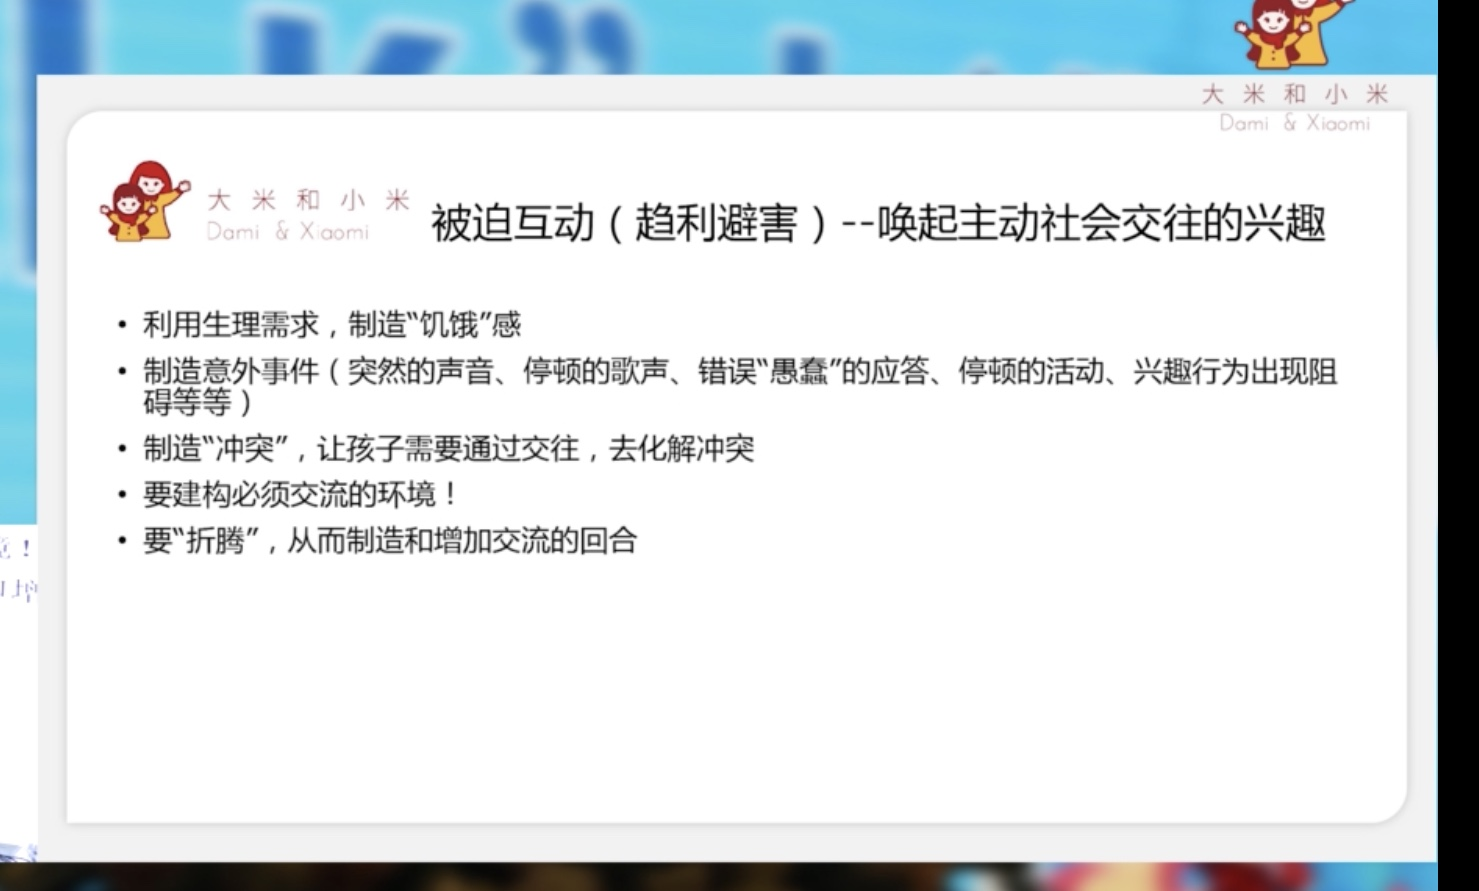 大米和小米
Dami & Xiaomi
大米和小米
Dami & Xiaomi
被迫互动（趋利避害）--唤起主动社会交往的兴趣
• 利用生理需求，制造“饥饿”感
• 制造意外事件（突然的声音、停顿的歌声、错误“愚蠢”的应答、停顿的活动、兴趣行为出现阻
碍等等）
• 制造“冲突”，让孩子需要通过交往，去化解冲突
• 要建构必须交流的环境！
• 要“折腾”，从而制造和增加交流的回合